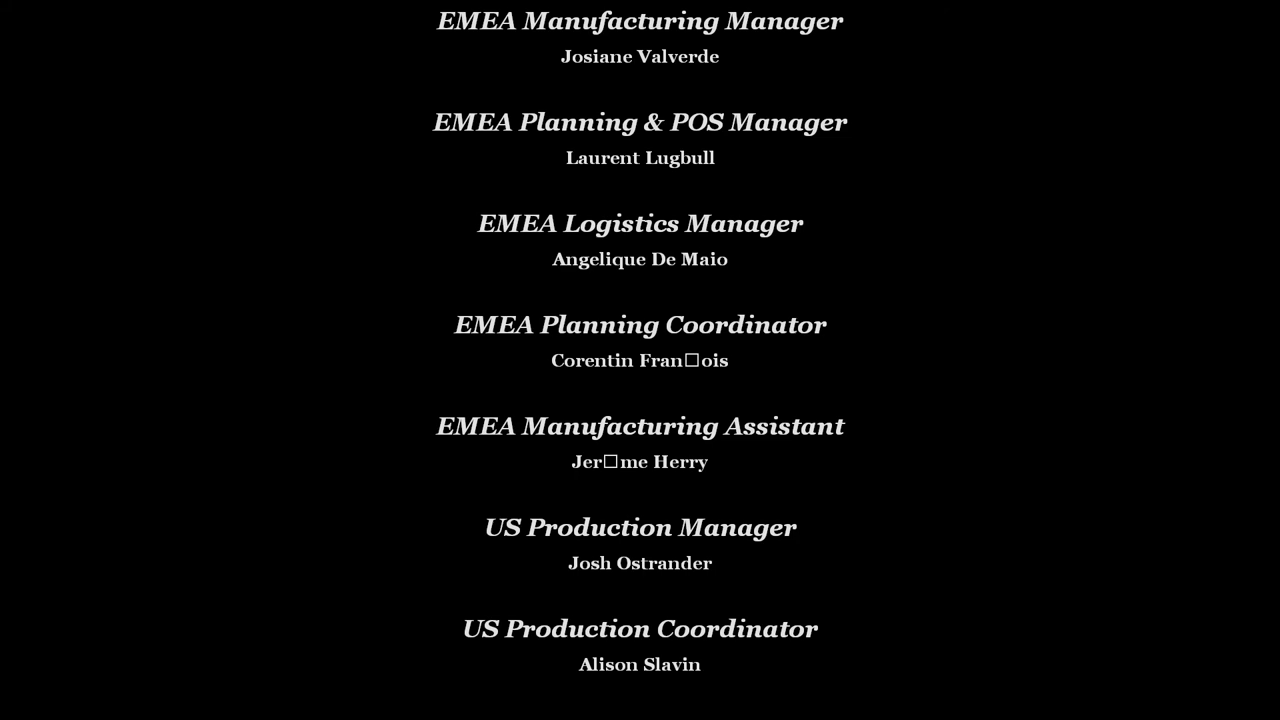 EMEA Manufacturing Manager
Josiane Valverde
EMEA Planning & POS Manager
Laurent Lugbull
EMEA Logistics Manager
Angelique De Maio
EMEA Planning Coordinator
Corentin Fran□ois
EMEA Manufacturing Assistant
Jer□me Herry
US Production Manager
Josh Ostrander
US Production Coordinator
Alison Slavin